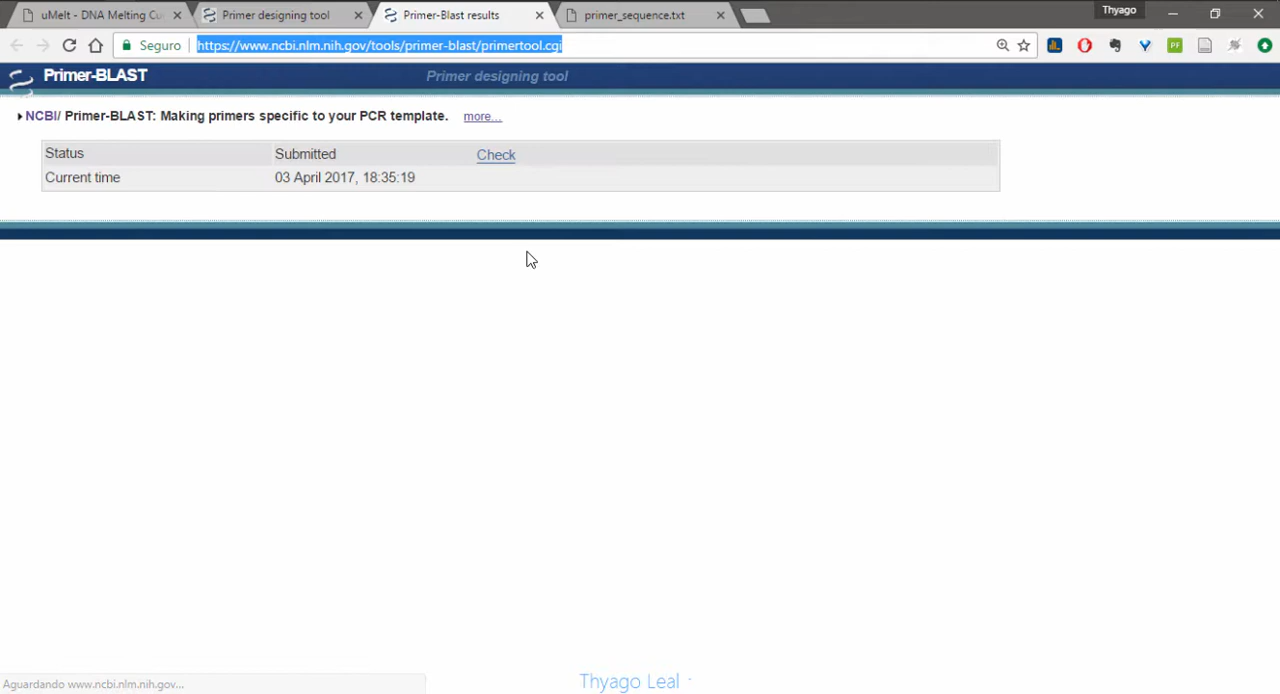 uMelt - DNA Melting Cu
Primer designing tool
Primer-Blast results
primer_sequence.txt
Thyago
Seguro
https://www.ncbi.nlm.nih.gov/tools/primer-blast/primertool.cgi
PF
Primer-BLAST
Primer designing tool
NCBI/ Primer-BLAST: Making primers specific to your PCR template. more...
Status Submitted Check
Current time 03 April 2017, 18:35:19
Aguardando www.ncbi.nlm.nih.gov...
Thyago Leal